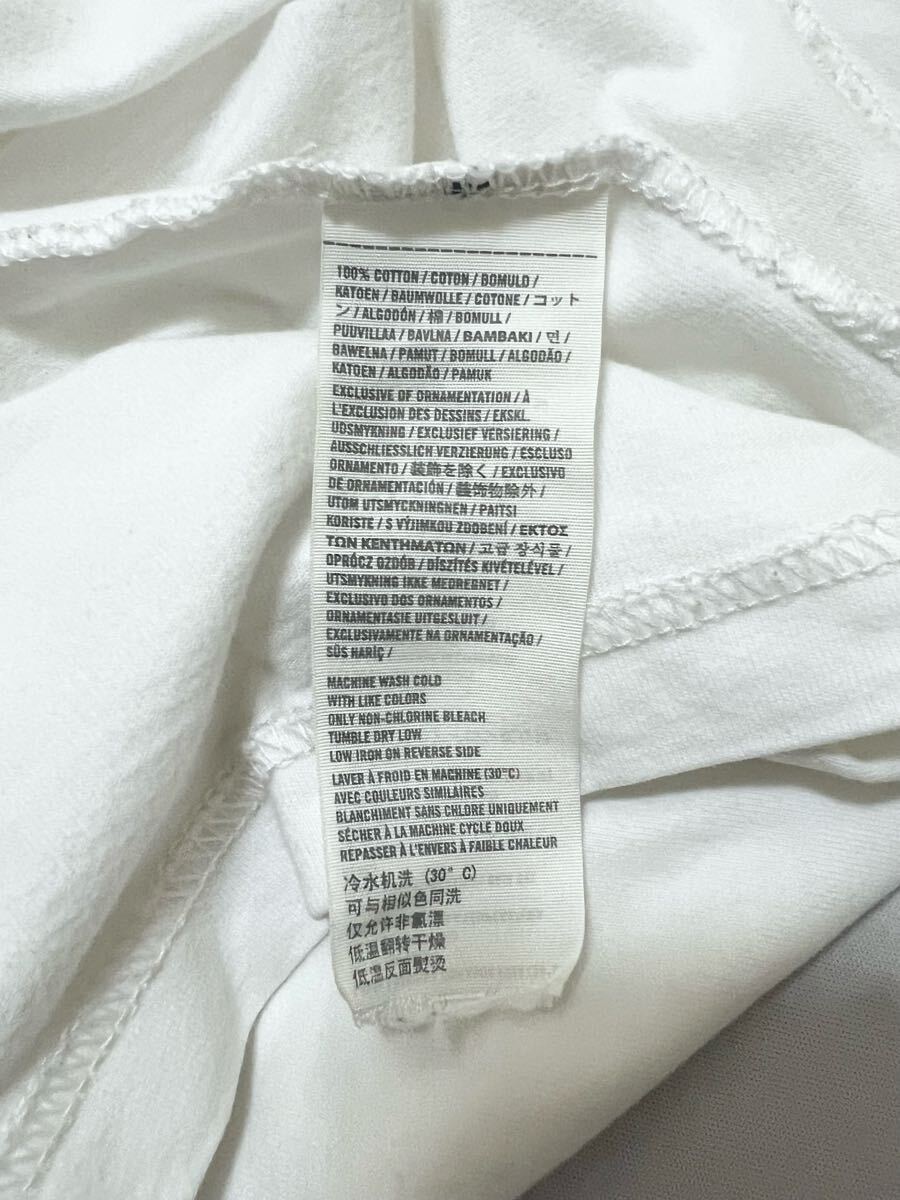 100% COTTON / COTON / BOMULD /
KATOEN / BAUMWOLLE / COTONE / コット
ン / ALGODÓN / 棉 / BOMULL /
PUUVILLAA / BAVLNA / BAMBAKI / 면 /
BAWELNA / PAMUT / BOMULL / ALGODÃO /
KATOEN / ALGODÃO / PAMUK
EXCLUSIVE OF ORNAMENTATION / À
L'EXCLUSION DES DESSINS / EKSKL
UDSMYKNING / EXCLUSIEF VERSIERING /
AUSSCHLIESSLICH VERZIERUNG / ESCLUSO
ORNAMENTO / 装飾を除く / EXCLUSIVO
DE ORNAMENTACIÓN / 装饰物除外 /
UTOM UTSMYCKNINGNEN / PAITSI
KORISTE / S VÝJIMKOU ZDOBENÍ / ΕΚΤΟΣ
ΤΩΝ ΚΕΝΤΗΜΑΤΩΝ / 고급 장식물 /
OPRÓCZ OZDÓB / DÍSZÍTÉS KIVÉTELÉVEL /
UTSMYKNING IKKE MEDREGNET /
EXCLUSIVO DOS ORNAMENTOS /
ORNAMENTASIE UITGESLUIT /
EXCLUSIVAMENTE NA ORNAMENTAÇÃO /
SÜS HARİÇ /
MACHINE WASH COLD
WITH LIKE COLORS
ONLY NON-CHLORINE BLEACH
TUMBLE DRY LOW
LOW IRON ON REVERSE SIDE
LAVER À FROID EN MACHINE (30°C)
AVEC COULEURS SIMILAIRES
BLANCHIMENT SANS CHLORE UNIQUEMENT
SÉCHER À LA MACHINE CYCLE DOUX
RÉPASSER À L'ENVERS À FAIBLE CHALEUR
冷水机洗 (30° C)
可与相似色同洗
仅允许非氯漂
低温翻转干燥
低温反面熨烫